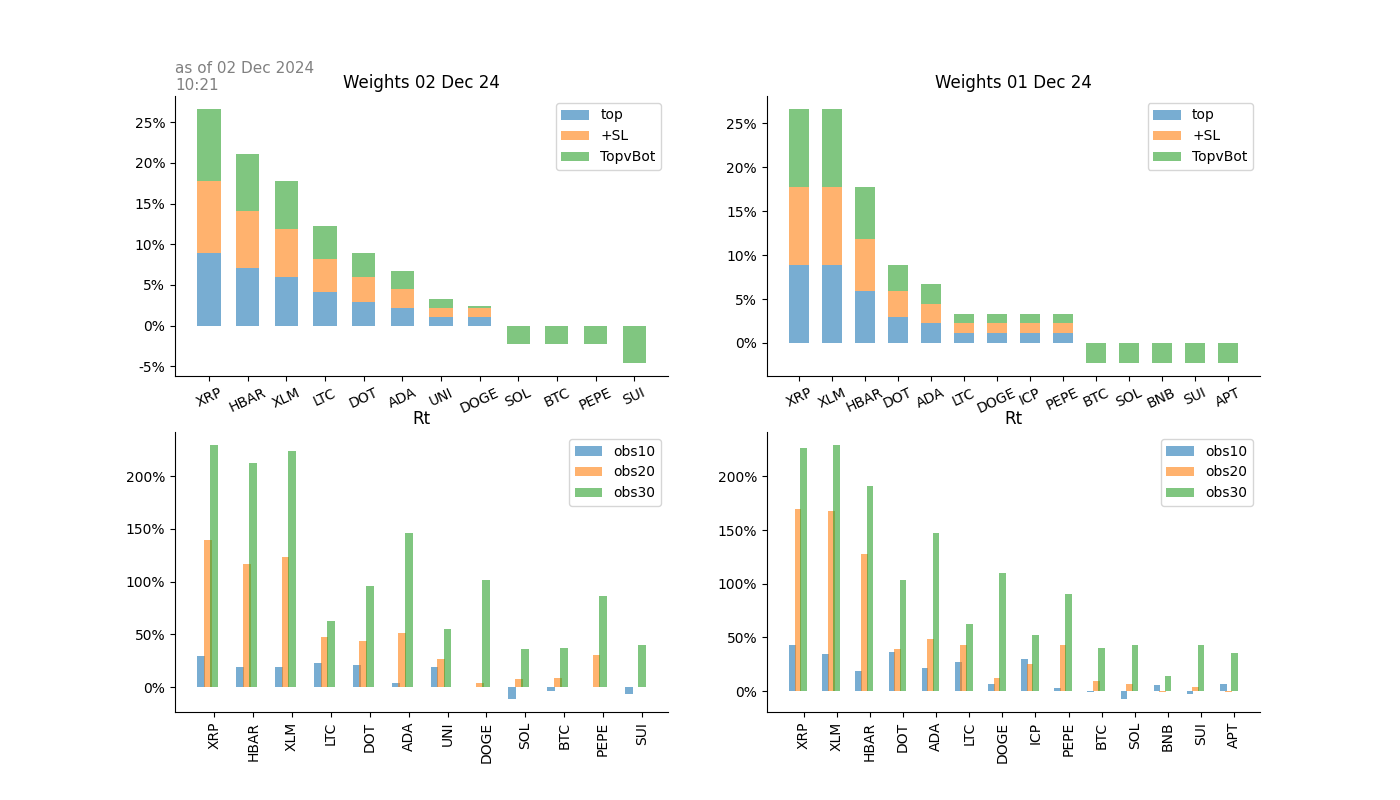 as of 02 Dec 2024
10:21
Weights 02 Dec 24
25%
20%
15%
10%
5%
0%
-5%
top
+SL
TopvBot
XRP HBAR XLM LTC DOT ADA UNI DOGE SOL BTC PEPE SUI
Weights 01 Dec 24
25%
20%
15%
10%
5%
0%
top
+SL
TopvBot
XRP XLM HBAR DOT ADA LTC DOGE ICP PEPE BTC SOL BNB SUI APT
Rt
200%
150%
100%
50%
0%
obs10
obs20
obs30
XRP HBAR XLM LTC DOT ADA UNI DOGE SOL BTC PEPE SUI
Rt
200%
150%
100%
50%
0%
obs10
obs20
obs30
XRP XLM HBAR DOT ADA LTC DOGE ICP PEPE BTC SOL BNB SUI APT